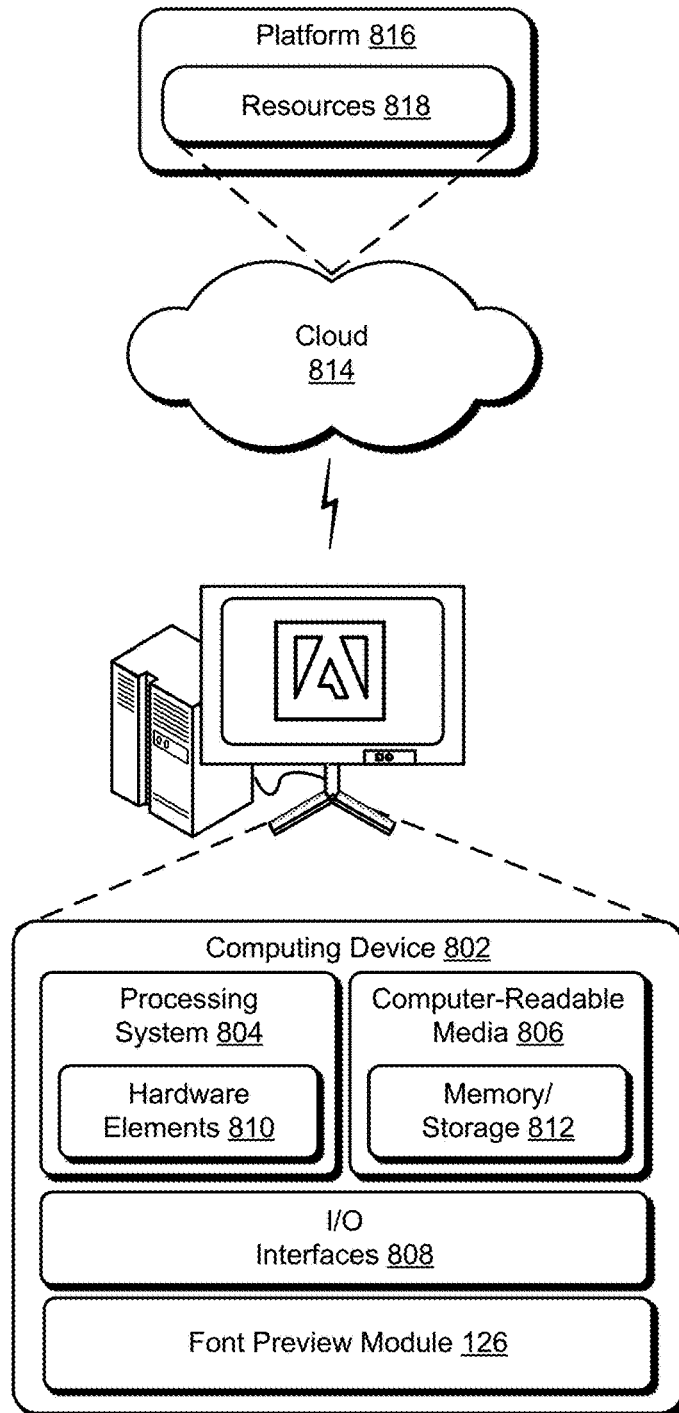 Platform 816
Resources 818
Cloud
814
Computing Device 802
Processing
System 804
Hardware
Elements 810
Computer-Readable
Media 806
Memory/
Storage 812
I/O
Interfaces 808
Font Preview Module 126